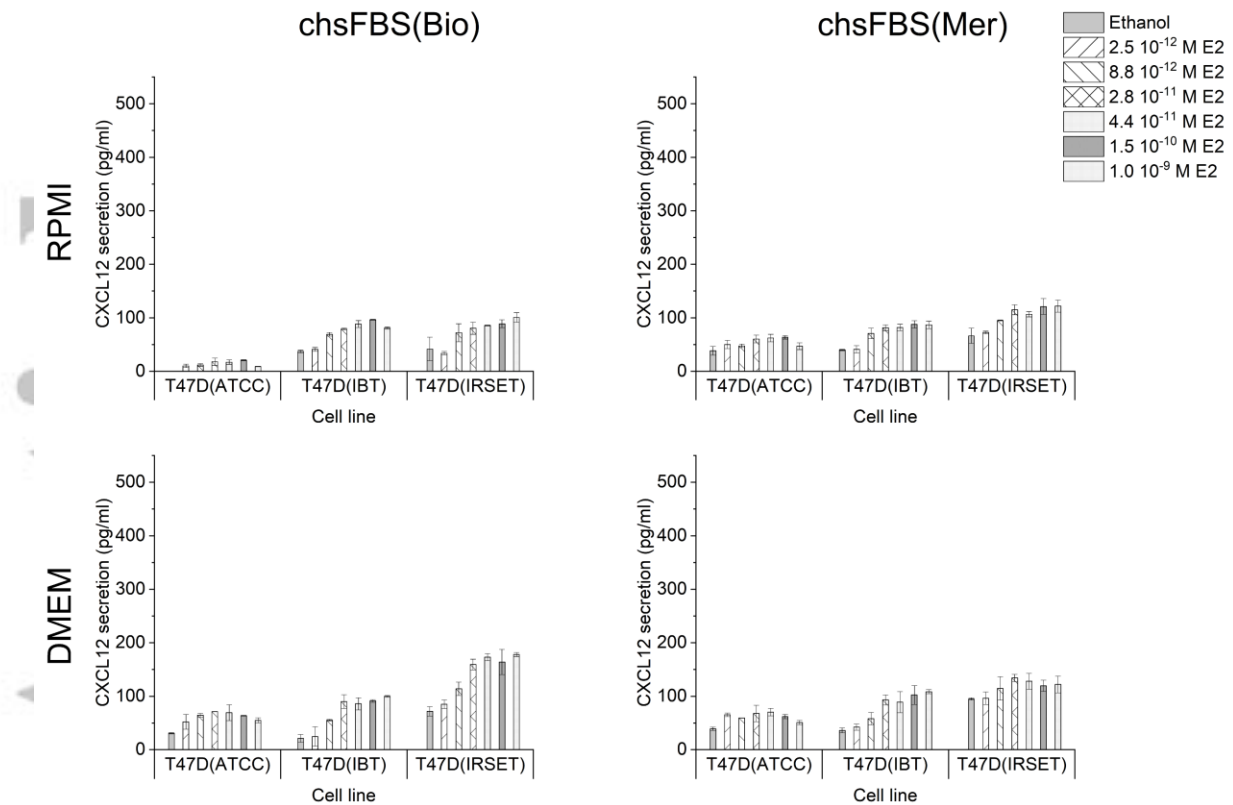 chsFBS(Bio)
chsFBS(Mer)
Ethanol
2.5 10⁻¹² M E2
8.8 10⁻¹² M E2
2.8 10⁻¹¹ M E2
4.4 10⁻¹¹ M E2
1.5 10⁻¹⁰ M E2
1.0 10⁻⁹ M E2
RPMI
CXCL12 secretion (pg/ml)
500
400
300
200
100
0
T47D(ATCC) T47D(IBT) T47D(IRSET)
Cell line
CXCL12 secretion (pg/ml)
500
400
300
200
100
0
T47D(ATCC) T47D(IBT) T47D(IRSET)
Cell line
DMEM
CXCL12 secretion (pg/ml)
500
400
300
200
100
0
T47D(ATCC) T47D(IBT) T47D(IRSET)
Cell line
CXCL12 secretion (pg/ml)
500
400
300
200
100
0
T47D(ATCC) T47D(IBT) T47D(IRSET)
Cell line